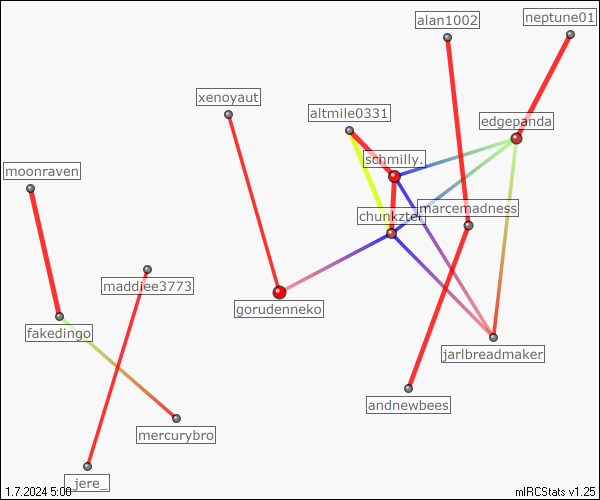 neptune01
alan1002
xenoyaut
altmile0331
edgepanda
schmilly.
moonraven
marcemadness
chunkzter
maddiee3773
gorudenneko
fakedingo
jarlbreadmaker
andnewbees
mercurybro
_jere_
1.7.2024 5:00
mIRCStats v1.25